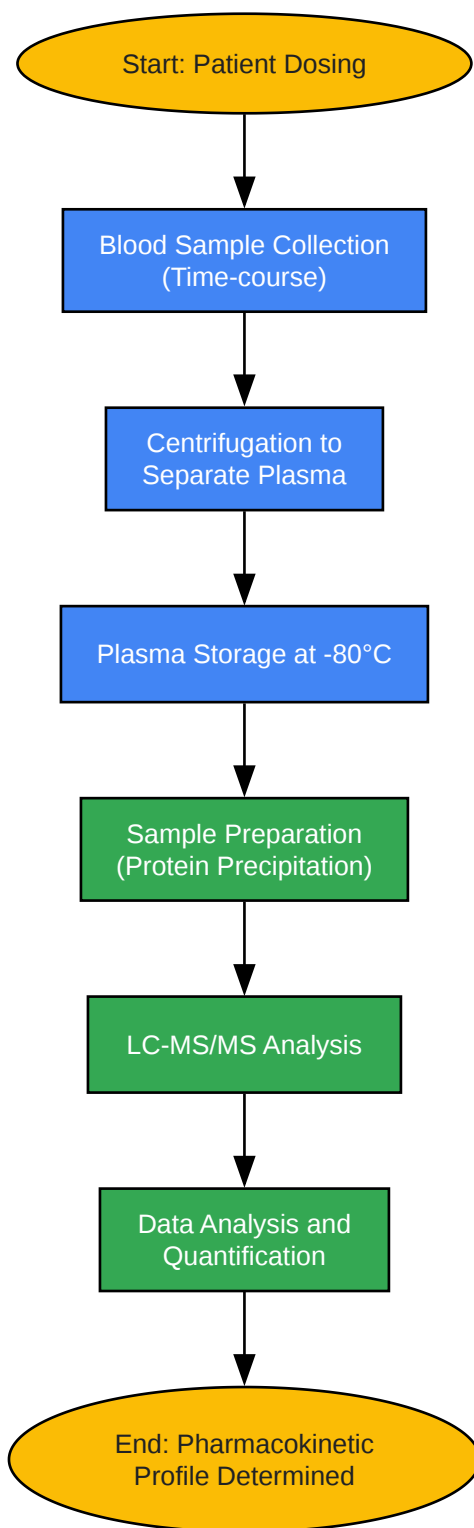 Start: Patient Dosing
Blood Sample Collection
(Time-course)
Centrifugation to
Separate Plasma
Plasma Storage at -80°C
Sample Preparation
(Protein Precipitation)
LC-MS/MS Analysis
Data Analysis and
Quantification
End: Pharmacokinetic
Profile Determined